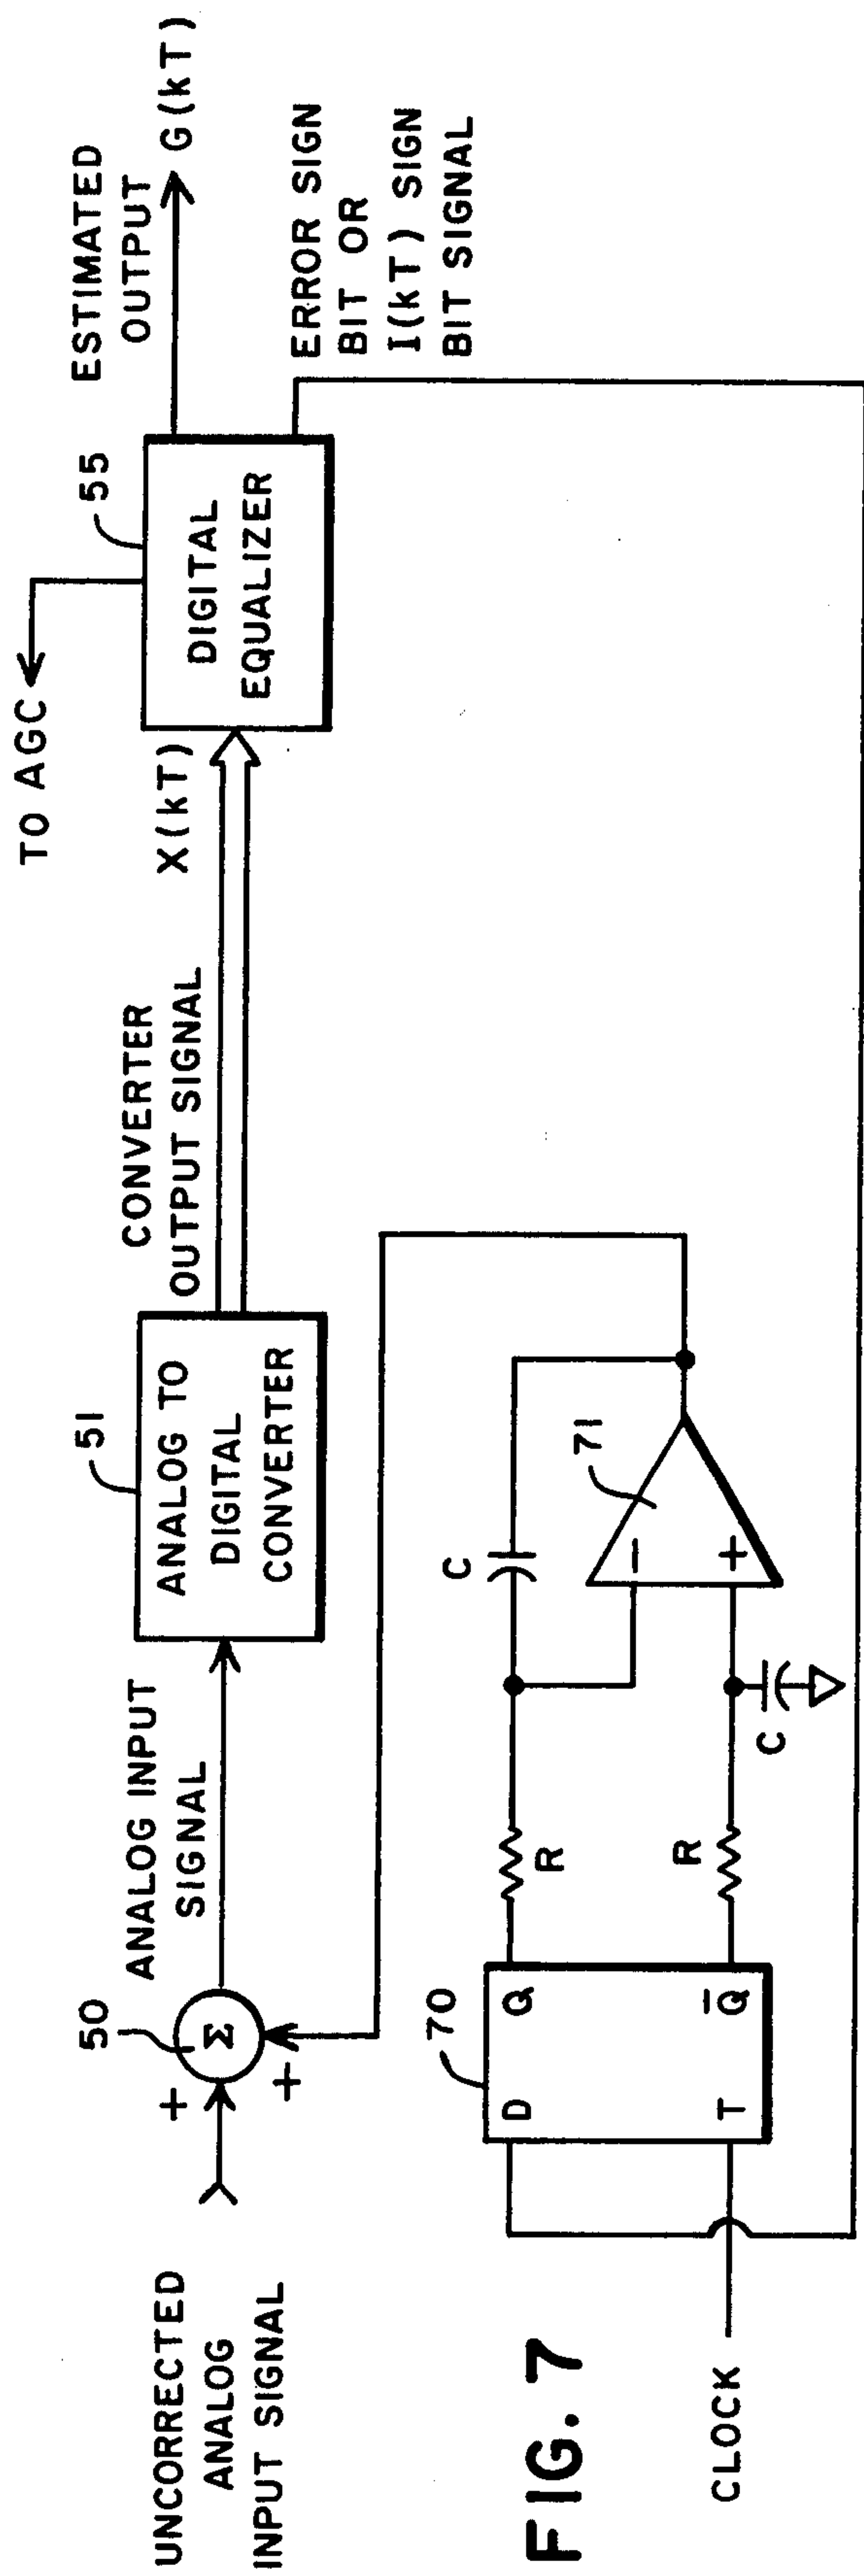 UNCORRECTED
ANALOG
INPUT SIGNAL
50
+
Σ
+
ANALOG INPUT
SIGNAL
51
ANALOG TO
DIGITAL
CONVERTER
CONVERTER
OUTPUT SIGNAL
X(kT)
TO AGC
55
DIGITAL
EQUALIZER
ESTIMATED
OUTPUT
G(kT)
ERROR SIGN
BIT OR
I(kT) SIGN
BIT SIGNAL
70
D
Q
T
Q̅
R
R
C
C
−
+
71
CLOCK
FIG. 7